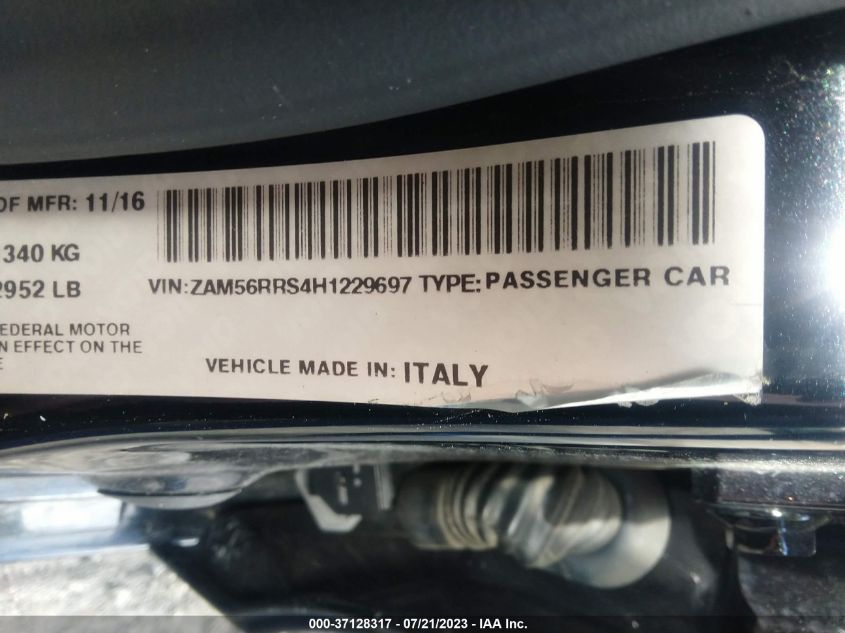 OF MFR: 11/16
340 KG
2952 LB
VIN:ZAM56RRS4H1229697 TYPE:PASSENGER CAR
EDERAL MOTOR
N EFFECT ON THE
E
VEHICLE MADE IN: ITALY
000-37128317 - 07/21/2023 - IAA Inc.